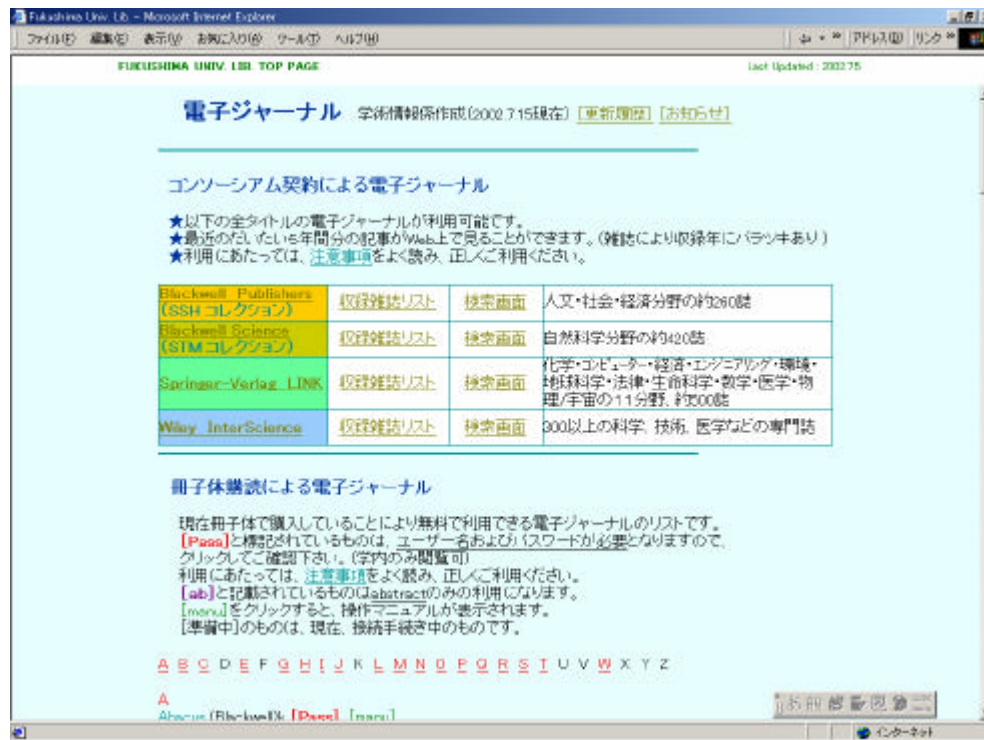 Fukushima Univ. Lib. - Microsoft Internet Explorer
ファイル(F) 編集(E) 表示(V) お気に入り(A) ツール(T) ヘルプ(H) アドレス(D) リンク
FUKUSHIMA UNIV. LIB. TOP PAGE
Last Updated : 2002.7.5
電子ジャーナル 学術情報係作成(2002.7.15現在) [更新履歴] [お知らせ]
コンソーシアム契約による電子ジャーナル
★以下の全タイトルの電子ジャーナルが利用可能です。
★最近のだいたい5年間分の記事がWeb上で見ることができます。(雑誌により収録年にバラツキあり)
★利用にあたっては、注意事項をよく読み、正しくご利用ください。
Blackwell Publishers
(SSH コレクション)
収録雑誌リスト 検索画面 人文・社会・経済分野の約260誌
Blackwell Science
(STM コレクション)
収録雑誌リスト 検索画面 自然科学分野の約420誌
Springer-Verlag LINK 収録雑誌リスト 検索画面
化学・コンピューター・経済・エンジニアリング・環境・
地球科学・法律・生命科学・数学・医学・物
理/宇宙の11分野、約500誌
Wiley InterScience 収録雑誌リスト 検索画面 300以上の科学、技術、医学などの専門誌
冊子体購読による電子ジャーナル
現在冊子体で購入していることにより無料で利用できる電子ジャーナルのリストです。
[Pass]と標記されているものは、ユーザー名およびパスワードが必要となりますので、
クリックしてご確認下さい。(学内のみ閲覧可)
利用にあたっては、注意事項をよく読み、正しくご利用ください。
[ab]と記載されているものはabstractのみの利用になります。
[manu]をクリックすると、操作マニュアルが表示されます。
[準備中]のものは、現在、接続手続き中のものです。
A B C D E F G H I J K L M N O P Q R S T U V W X Y Z
A
Abacus (Blackwell)k [Pass] [manu]
インターネット